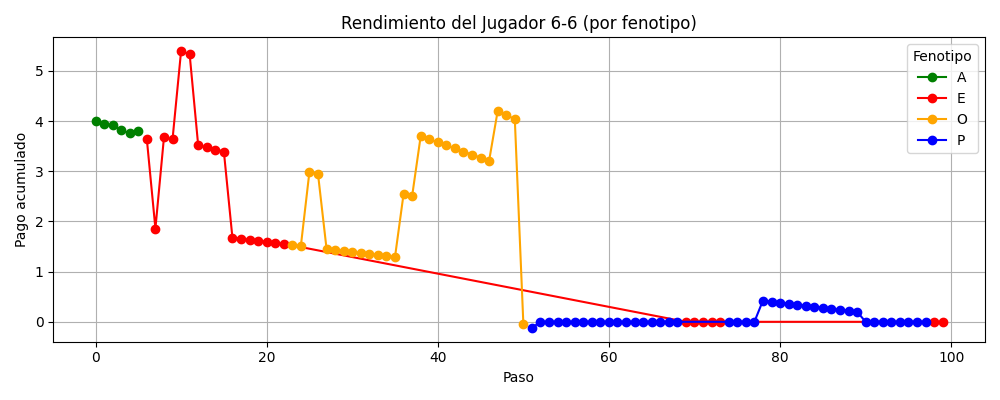 Rendimiento del Jugador 6-6 (por fenotipo)
Pago acumulado
5
4
3
2
1
0
Fenotipo
A
E
O
P
0 20 40 60 80 100
Paso